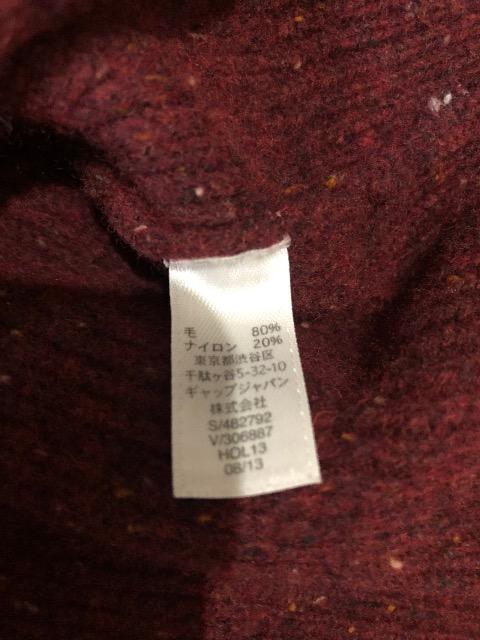 毛 80%
ナイロン 20%
東京都渋谷区
千駄ヶ谷5-32-10
ギャップジャパン
株式会社
S/482792
V/306887
HOL13
08/13